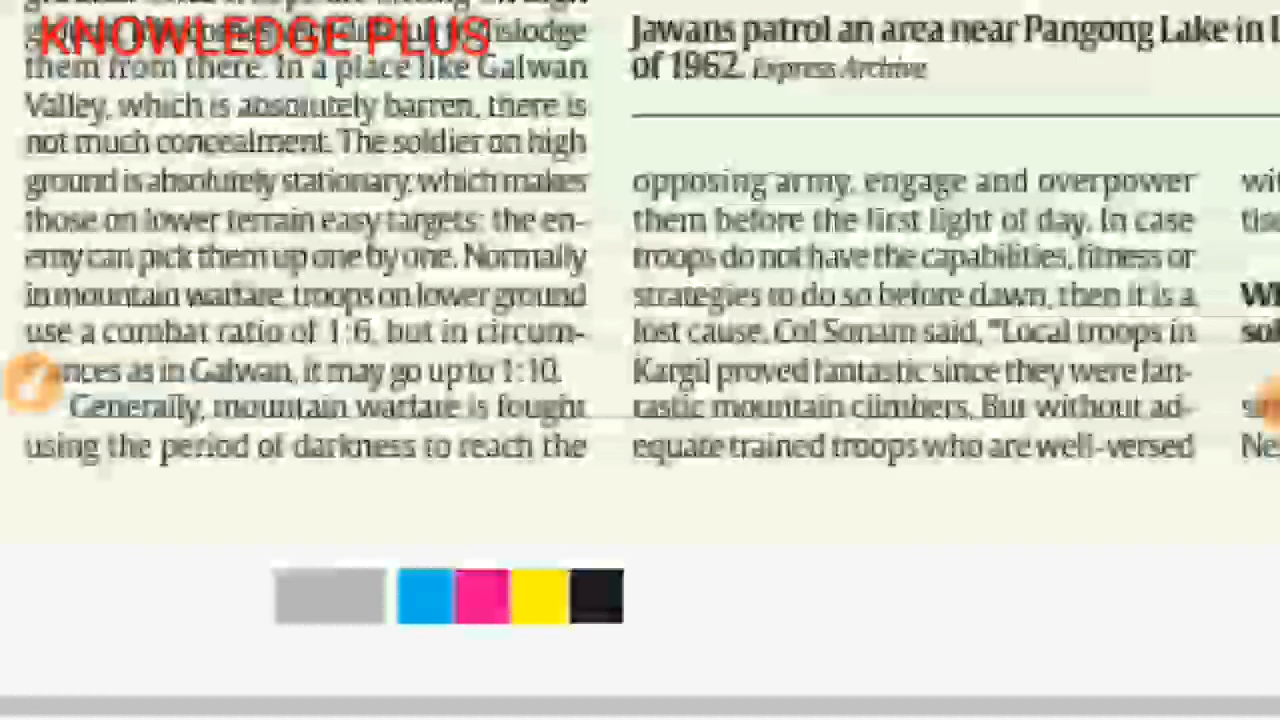 KNOWLEDGE PLUS
islodge
them from there. In a place like Galwan
Valley, which is absolutely barren, there is
not much concealment. The soldier on high
ground is absolutely stationary, which makes
those on lower terrain easy targets: the en-
emy can pick them up one by one. Normally
in mountain warfare, troops on lower ground
use a combat ratio of 1:6, but in circum-
ances as in Galwan, it may go up to 1:10.
Generally, mountain warfare is fought
using the period of darkness to reach the
Jawans patrol an area near Pangong Lake in
of 1962. Express Archive
opposing army, engage and overpower
them before the first light of day. In case
troops do not have the capabilities, fitness or
strategies to do so before dawn, then it is a
lost cause. Col Sonam said, "Local troops in
Kargil proved fantastic since they were fan-
tastic mountain climbers. But without ad-
equate trained troops who are well-versed